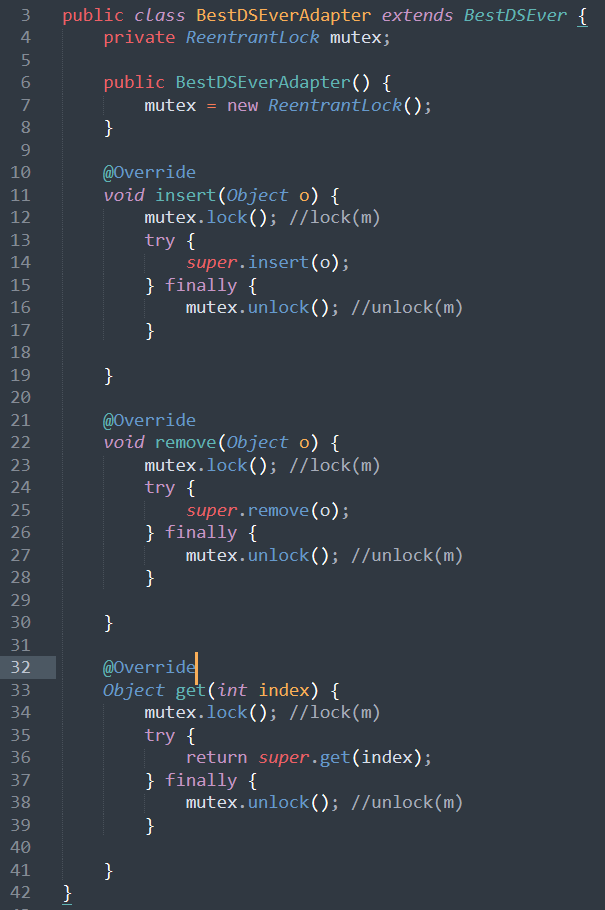 3 public class BestDSEverAdapter extends BestDSEver {
4     private ReentrantLock mutex;
5
6     public BestDSEverAdapter() {
7         mutex = new ReentrantLock();
8     }
9
10     @Override
11     void insert(Object o) {
12         mutex.lock(); //lock(m)
13         try {
14             super.insert(o);
15         } finally {
16             mutex.unlock(); //unlock(m)
17         }
18
19     }
20
21     @Override
22     void remove(Object o) {
23         mutex.lock(); //lock(m)
24         try {
25             super.remove(o);
26         } finally {
27             mutex.unlock(); //unlock(m)
28         }
29
30     }
31
32     @Override
33     Object get(int index) {
34         mutex.lock(); //lock(m)
35         try {
36             return super.get(index);
37         } finally {
38             mutex.unlock(); //unlock(m)
39         }
40
41     }
42 }